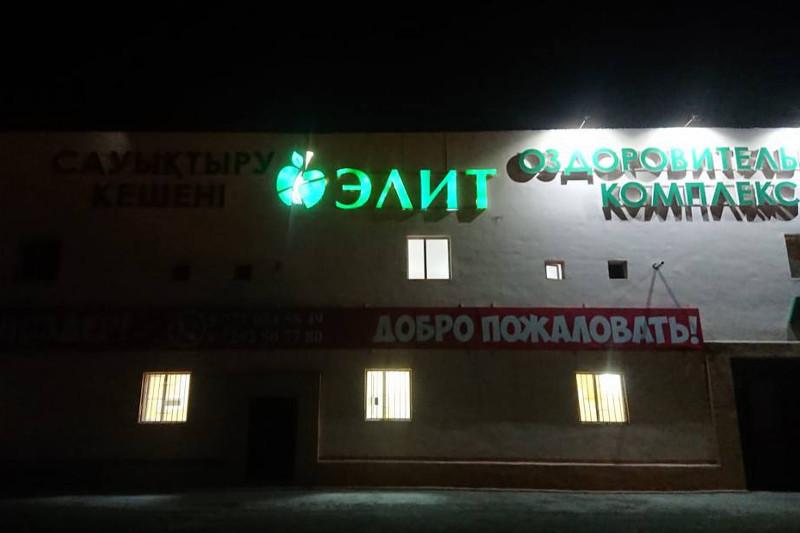 САУЫҚТЫРУ
КЕШЕНІ
ЭЛИТ
ОЗДОРОВИТЕЛЬ
КОМПЛЕКС
ДОБРО ПОЖАЛОВАТЬ!